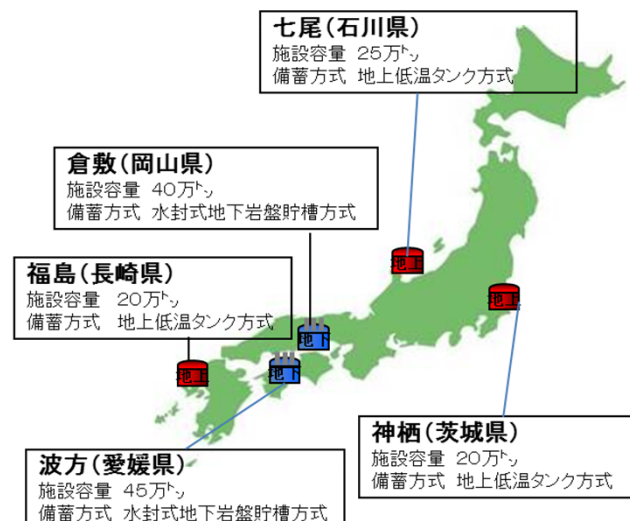 七尾(石川県)
施設容量 25万㌧
備蓄方式 地上低温タンク方式
倉敷(岡山県)
施設容量 40万㌧
備蓄方式 水封式地下岩盤貯槽方式
地上
福島(長崎県)
施設容量 20万㌧
備蓄方式 地上低温タンク方式
地上
地下
地下
地上
神栖(茨城県)
施設容量 20万㌧
備蓄方式 地上低温タンク方式
波方(愛媛県)
施設容量 45万㌧
備蓄方式 水封式地下岩盤貯槽方式